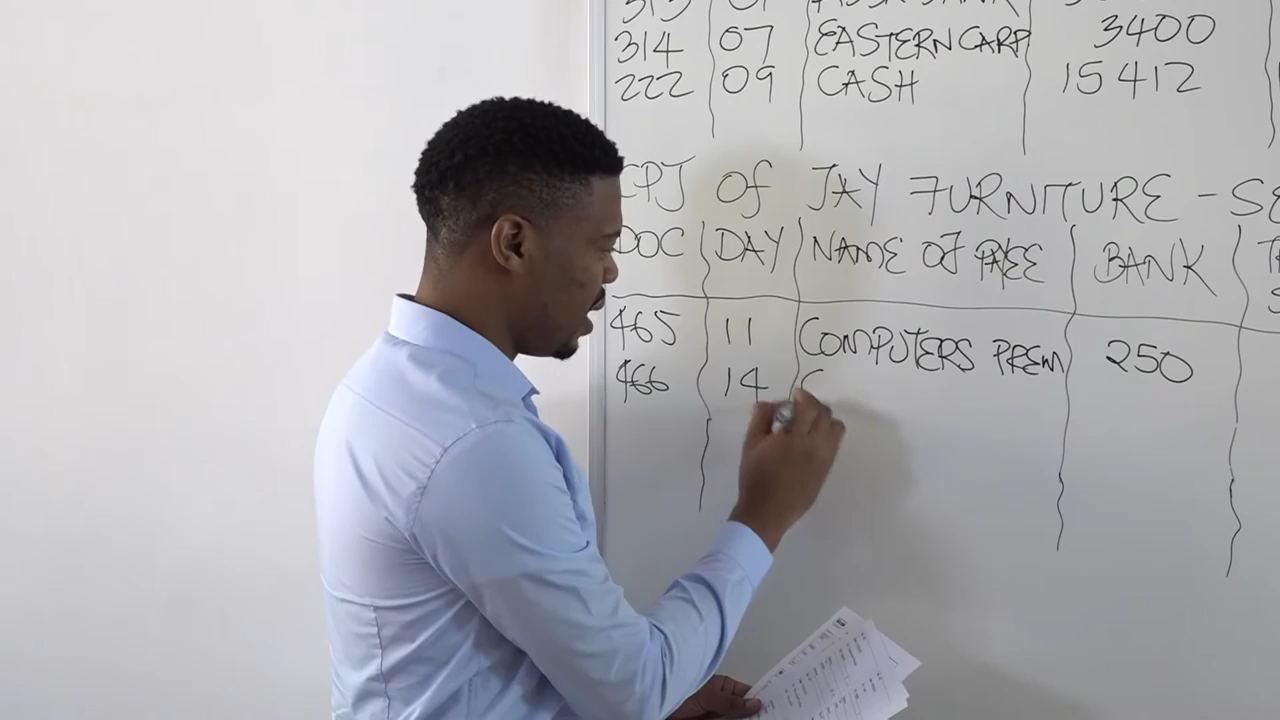 314 07 EASTERN CARP 3400
222 09 CASH 15412
CPJ Of JAY FURNITURE - SE
DOC DAY NAME OF PAYEE BANK
465 11 COMPUTERS PREM 250
466 14 C